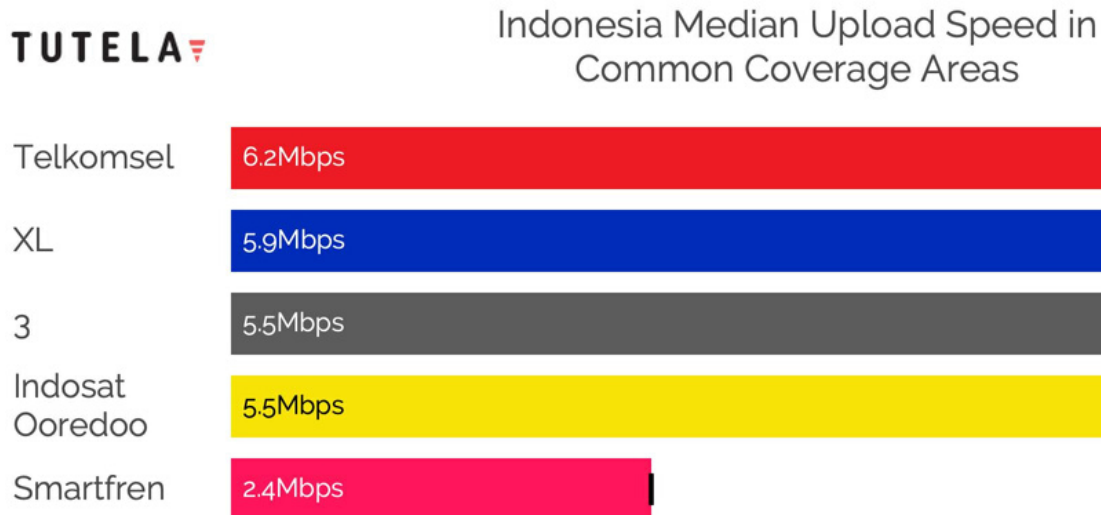 TUTELA
Indonesia Median Upload Speed in
Common Coverage Areas
Telkomsel
6.2Mbps
XL
5.9Mbps
3
5.5Mbps
Indosat
Ooredoo
5.5Mbps
Smartfren
2.4Mbps